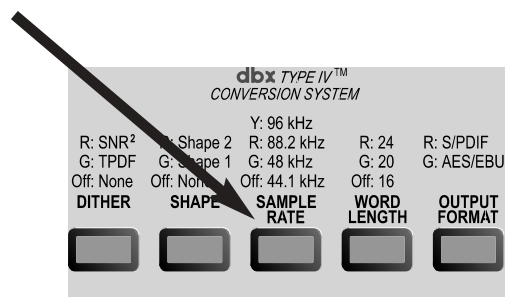 dbx TYPE IV™
CONVERSION SYSTEM
Y: 96 kHz
R: SNR² R: Shape 2 R: 88.2 kHz R: 24 R: S/PDIF
G: TPDF G: Shape 1 G: 48 kHz G: 20 G: AES/EBU
Off: None Off: None Off: 44.1 kHz Off: 16
DITHER SHAPE SAMPLE RATE WORD LENGTH OUTPUT FORMAT